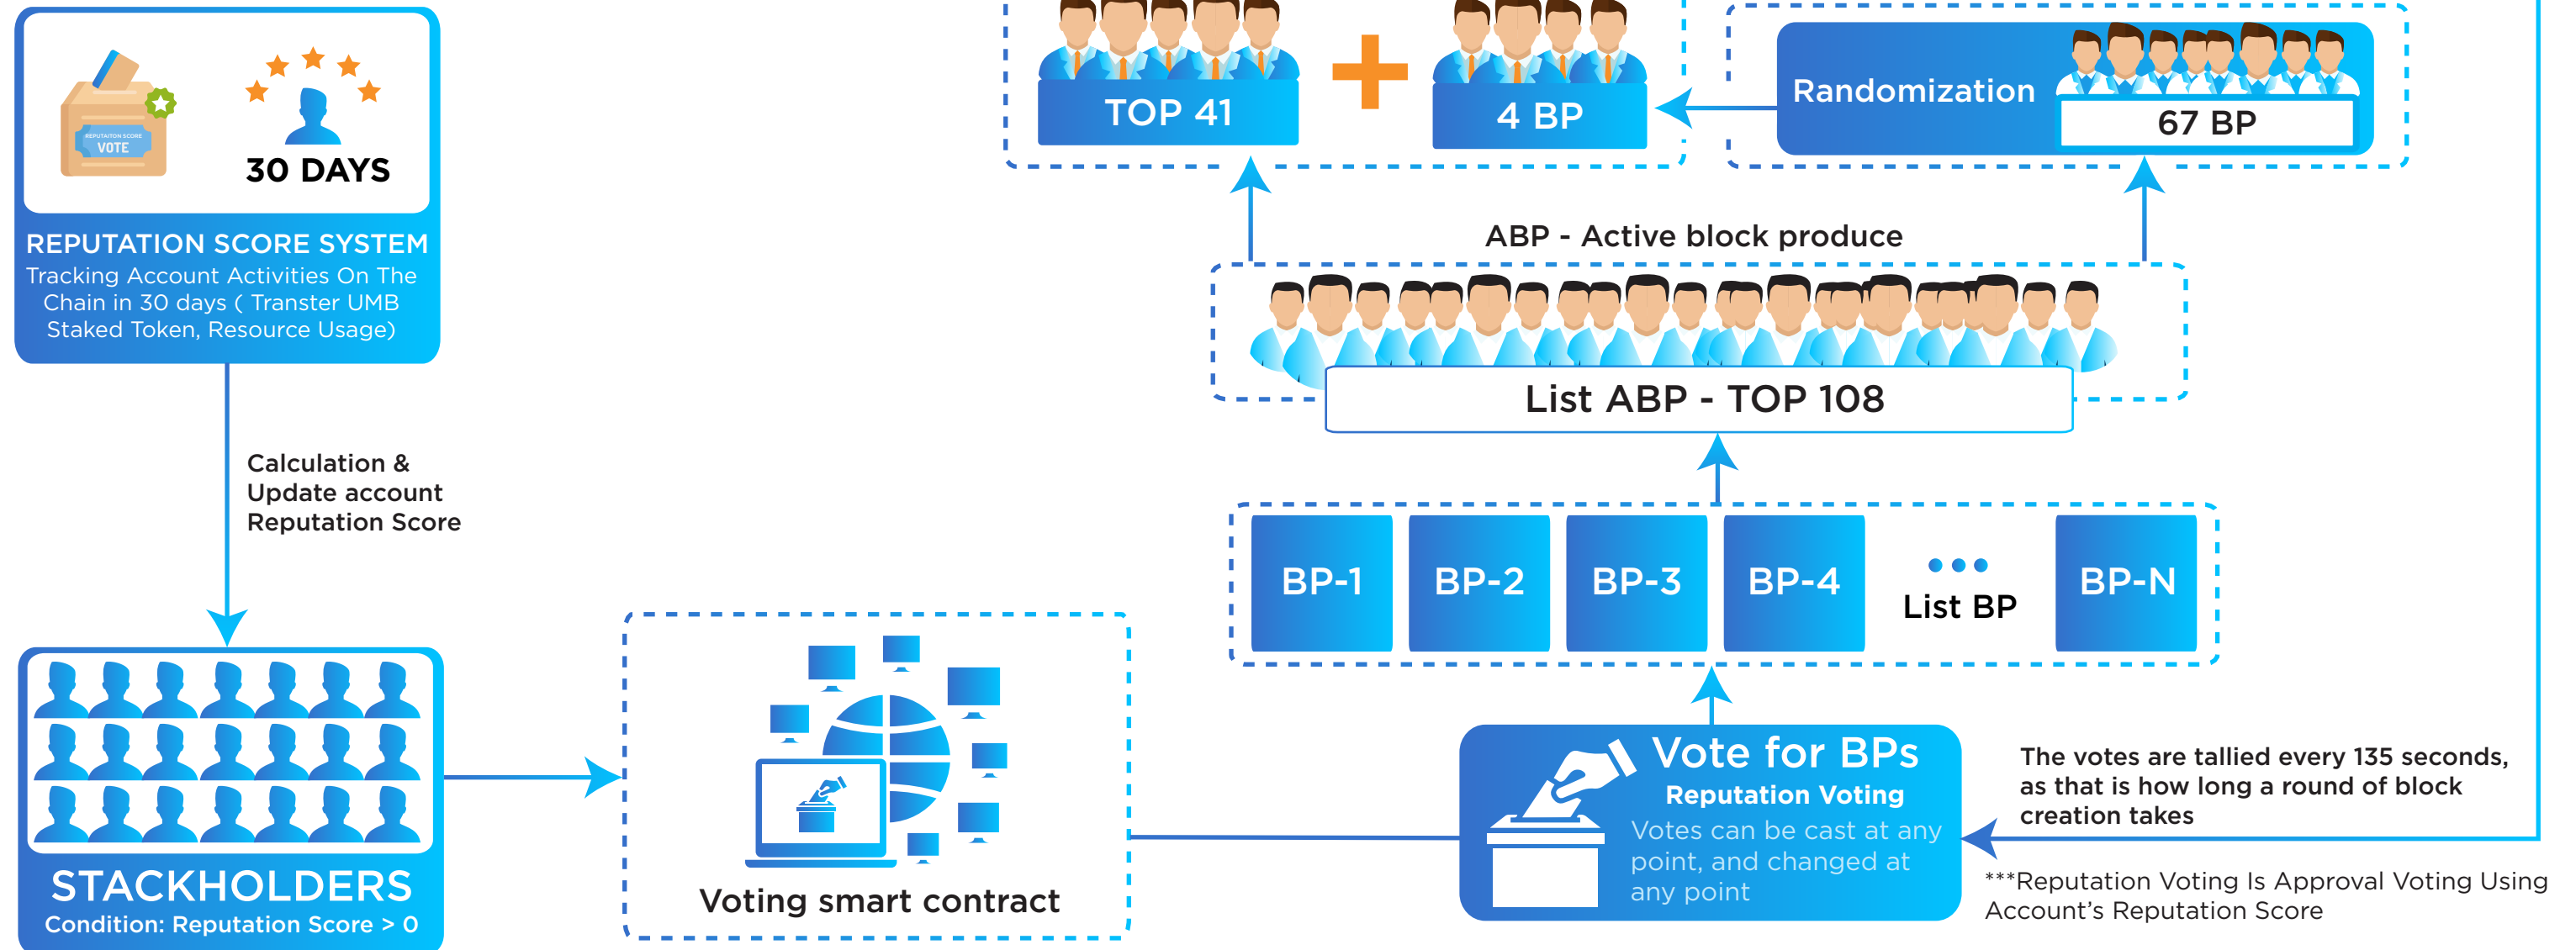 REPUTAITON SCORE
VOTE
30 DAYS
REPUTATION SCORE SYSTEM
Tracking Account Activities On The
Chain in 30 days ( Transter UMB
Staked Token, Resource Usage)
Calculation &
Update account
Reputation Score
STACKHOLDERS
Condition: Reputation Score > 0
Voting smart contract
TOP 41
4 BP
Randomization
67 BP
ABP - Active block produce
List ABP - TOP 108
BP-1
BP-2
BP-3
BP-4
List BP
BP-N
Vote for BPs
Reputation Voting
Votes can be cast at any
point, and changed at
any point
The votes are tallied every 135 seconds,
as that is how long a round of block
creation takes
***Reputation Voting Is Approval Voting Using
Account's Reputation Score